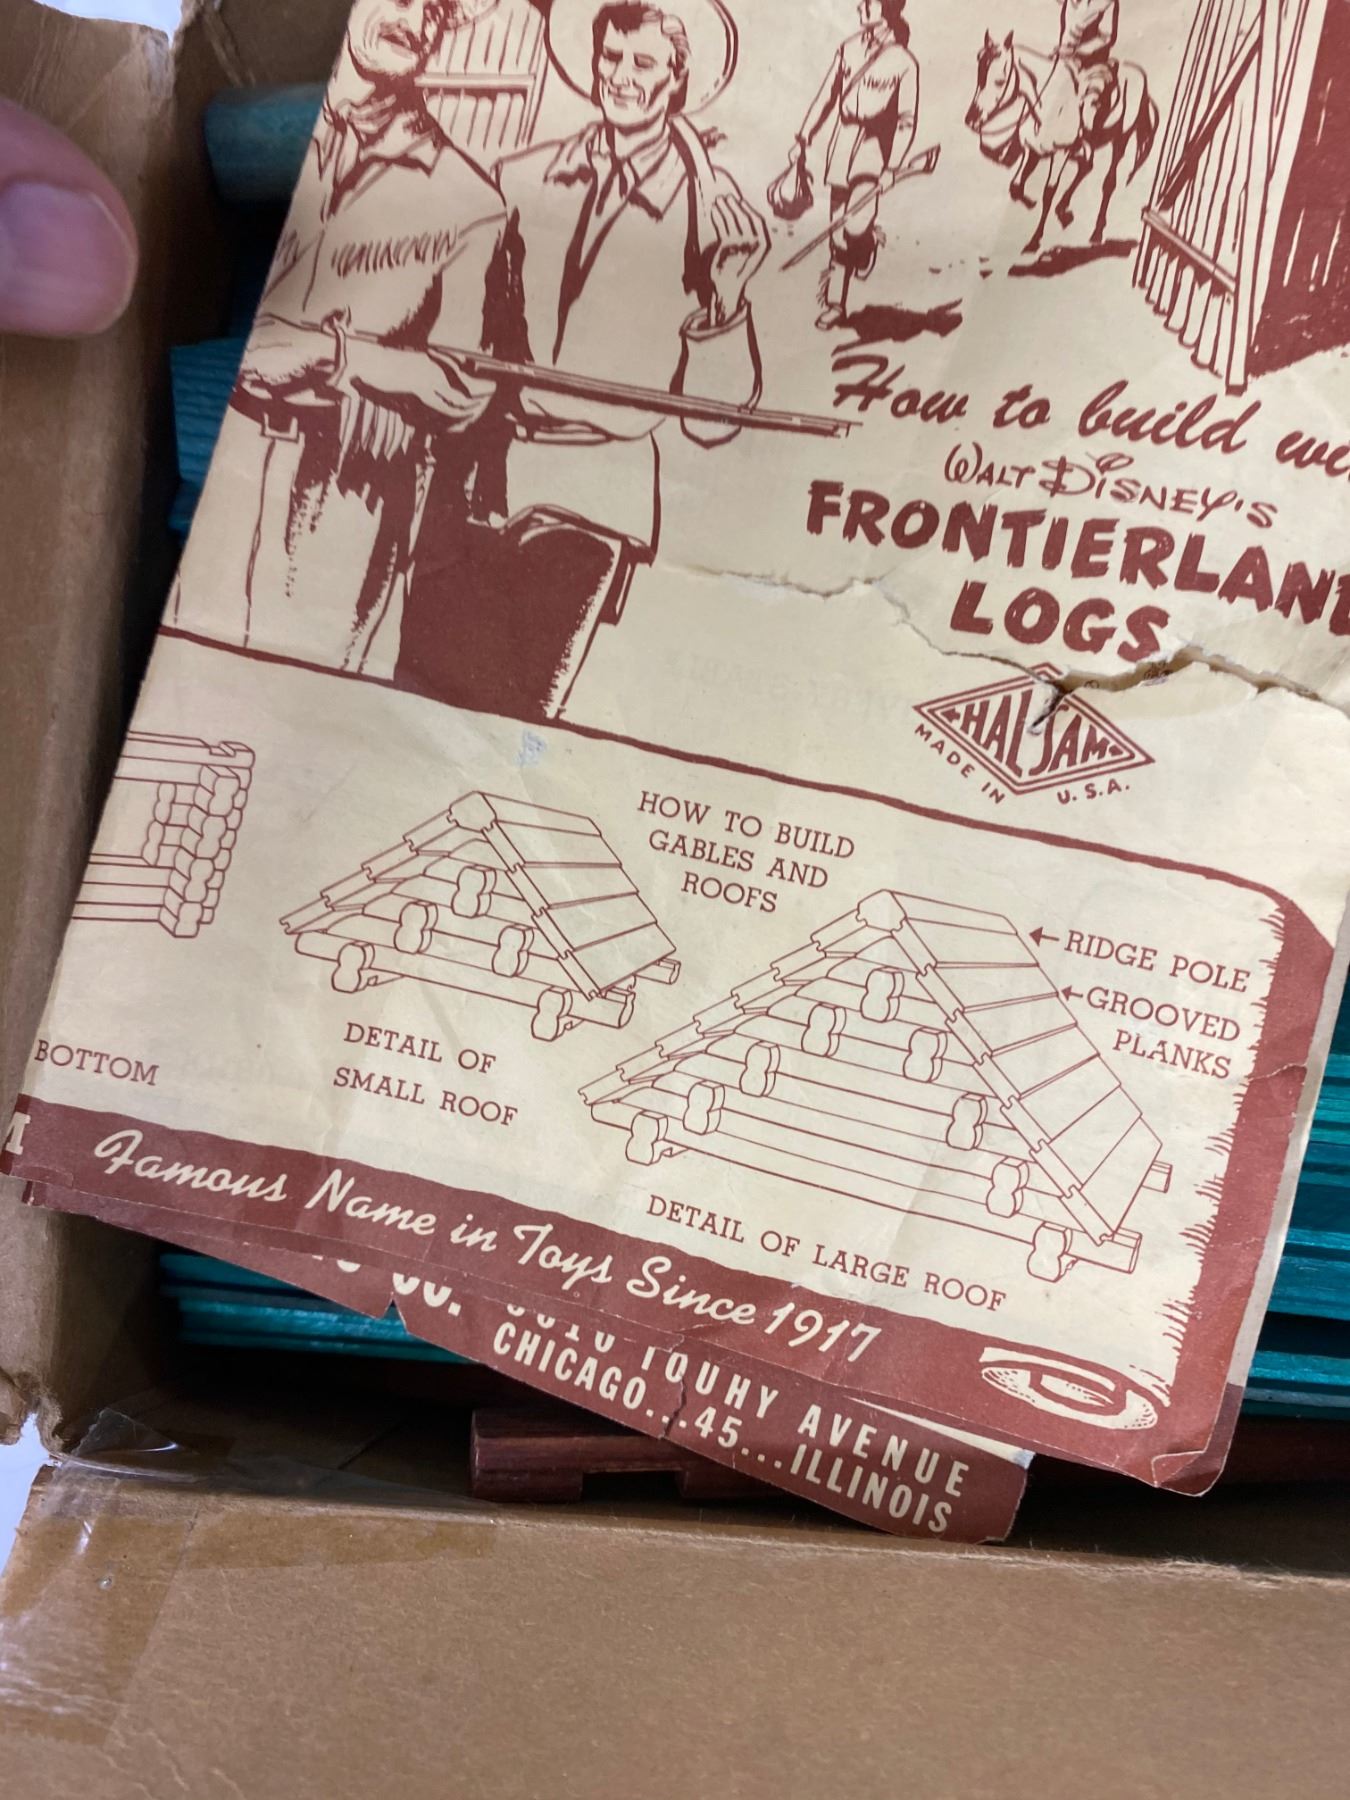 How to build
WALT DISNEY'S
FRONTIERLAND
LOGS
HALSAM
MADE IN U.S.A.
HOW TO BUILD
GABLES AND
ROOFS
RIDGE POLE
GROOVED
PLANKS
BOTTOM
DETAIL OF
SMALL ROOF
DETAIL OF LARGE ROOF
Famous Name in Toys Since 1917
CO. TOUHY AVENUE
CHICAGO...45...ILLINOIS